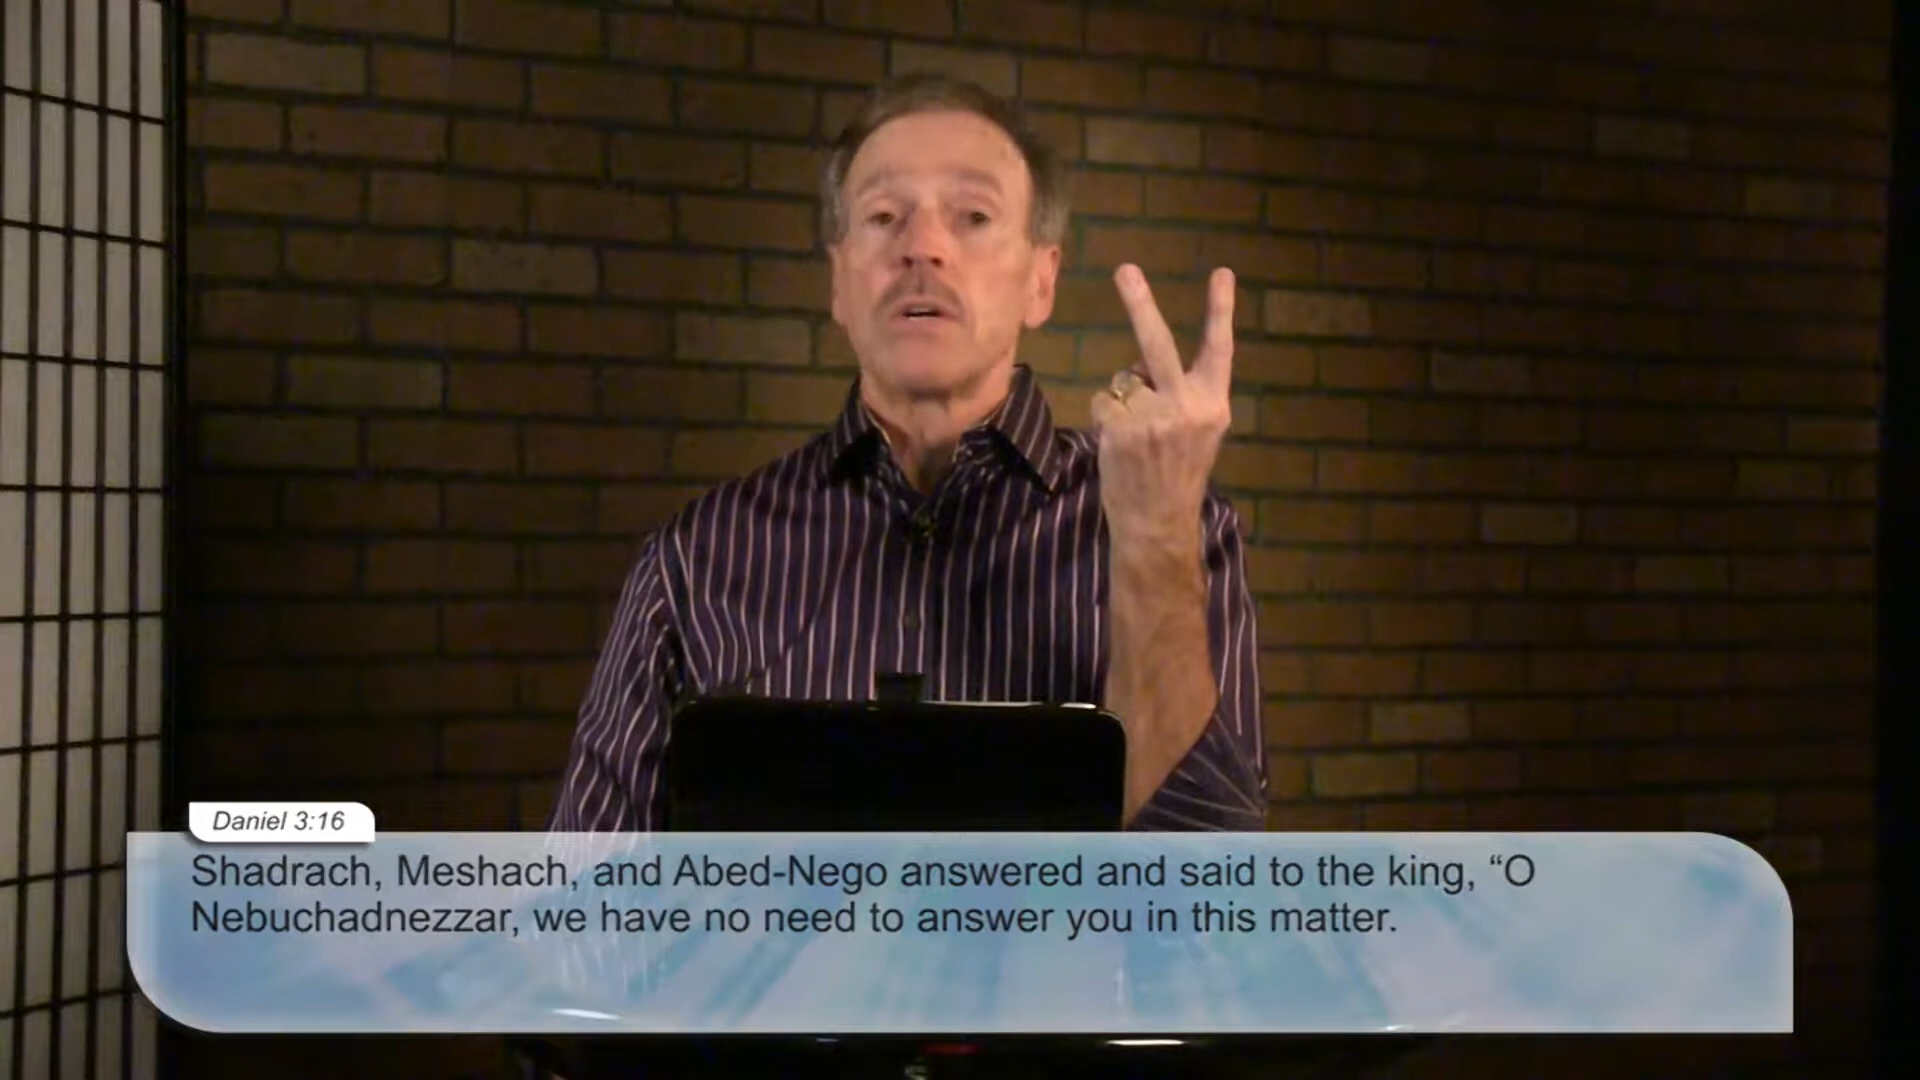 Daniel 3:16
Shadrach, Meshach, and Abed-Nego answered and said to the king, “O
Nebuchadnezzar, we have no need to answer you in this matter.